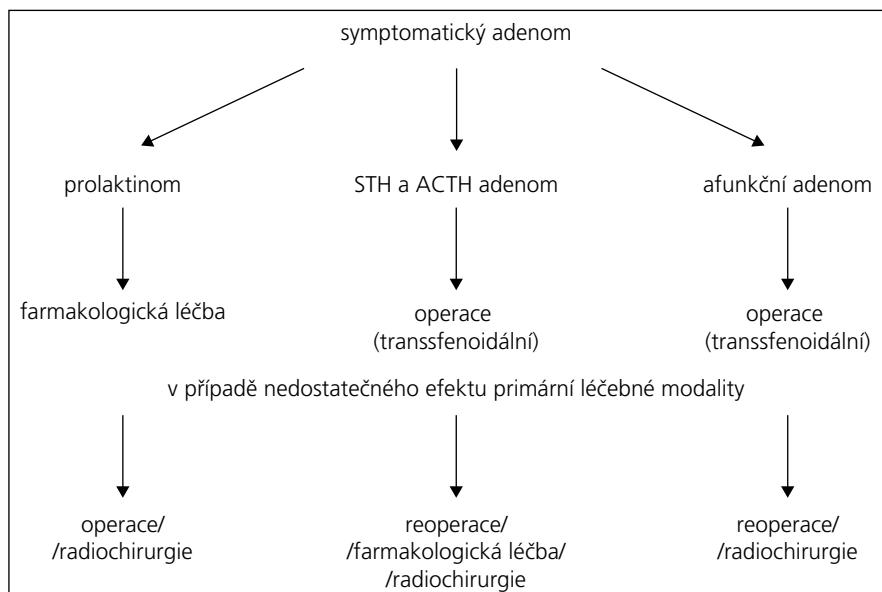 symptomatický adenom
prolaktinom
STH a ACTH adenom
afunkční adenom
farmakologická léčba
operace
(transsfenoidální)
operace
(transsfenoidální)
v případě nedostatečného efektu primární léčebné modality
operace/
/radiochirurgie
reoperace/
/farmakologická léčba/
/radiochirurgie
reoperace/
/radiochirurgie